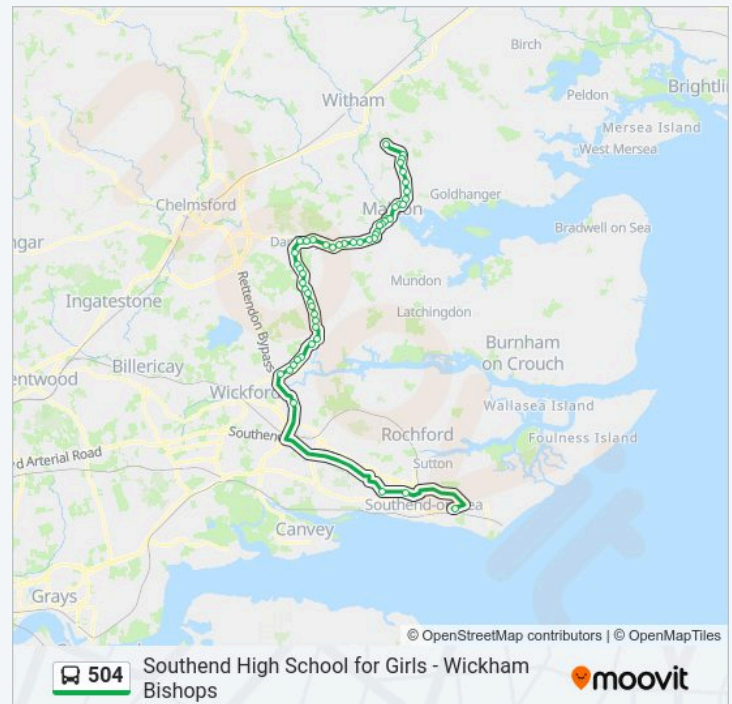 Birch
Brightli
Witham
Peldon
Mersea Island
West Mersea
Goldhanger
Chelmsford
Bradwell on Sea
ngar
Mundon
Ingatestone
Rettendon Bypass
Latchingdon
Burnham
on Crouch
Billericay
entwood
Wickford
Wallasea Island
Southend
Rochford
Foulness Island
d Arterial Road
Sutton
Southend-on-Sea
Canvey
Grays
© OpenStreetMap contributors | © OpenMapTiles
504
Southend High School for Girls - Wickham
Bishops
moovit